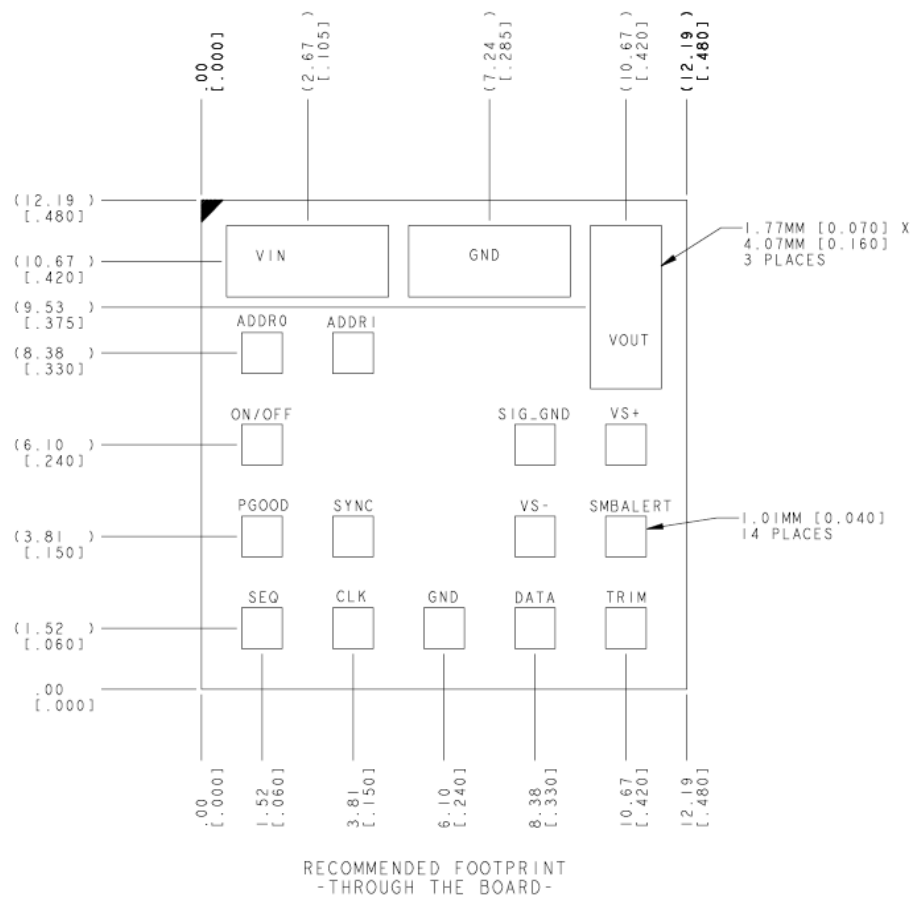 .00
[.000]
(2.67 )
[.105]
(7.24 )
[.285]
(10.67 )
[.420]
(12.19 )
[.480]
(12.19 )
[.480]
(10.67 )
[.420]
(9.53 )
[.375]
(8.38 )
[.330]
(6.10 )
[.240]
(3.81 )
[.150]
(1.52 )
[.060]
.00
[.000]
VIN
GND
VOUT
1.77MM [0.070] X
4.07MM [0.160]
3 PLACES
ADDR0
ADDR1
ON/OFF
SIG_GND
VS+
PGOOD
SYNC
VS-
SMBALERT
1.01MM [0.040]
14 PLACES
SEQ
CLK
GND
DATA
TRIM
.00
[.000]
1.52
[.060]
3.81
[.150]
6.10
[.240]
8.38
[.330]
10.67
[.420]
12.19
[.480]
RECOMMENDED FOOTPRINT
-THROUGH THE BOARD-